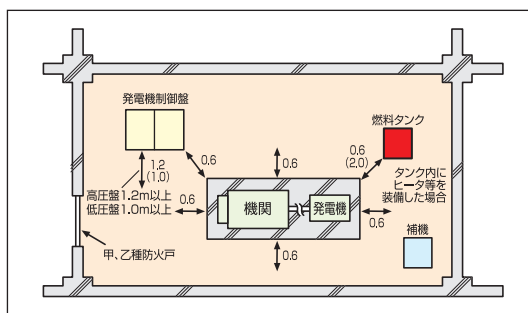 発電機制御盤
燃料タンク
1.2
(1.0)
0.6
0.6
0.6
(2.0)
タンク内に
ヒータ等を
装備した場合
高圧盤1.2m以上
低圧盤1.0m以上
0.6
機関
発電機
0.6
補機
甲、乙種防火戸
0.6